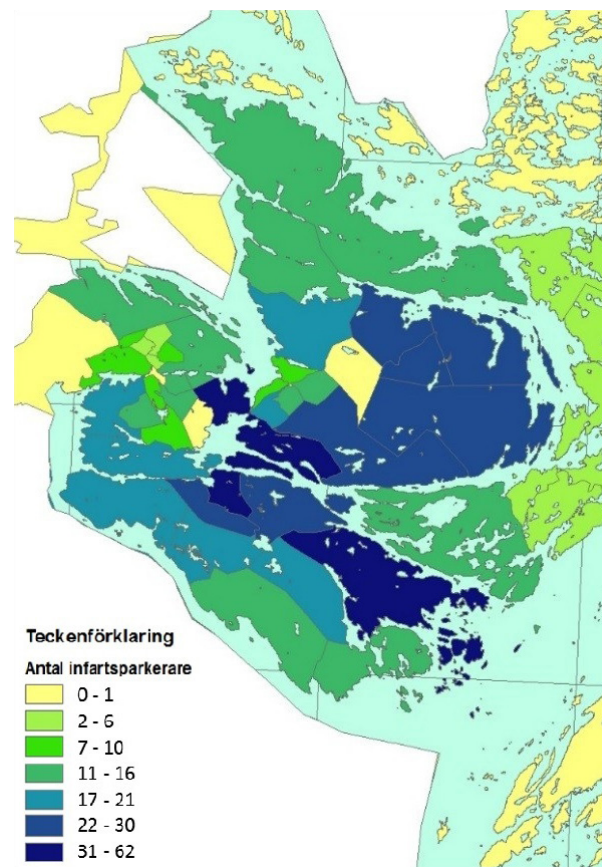 Teckenförklaring
Antal infartsparkerare
0 - 1
2 - 6
7 - 10
11 - 16
17 - 21
22 - 30
31 - 62